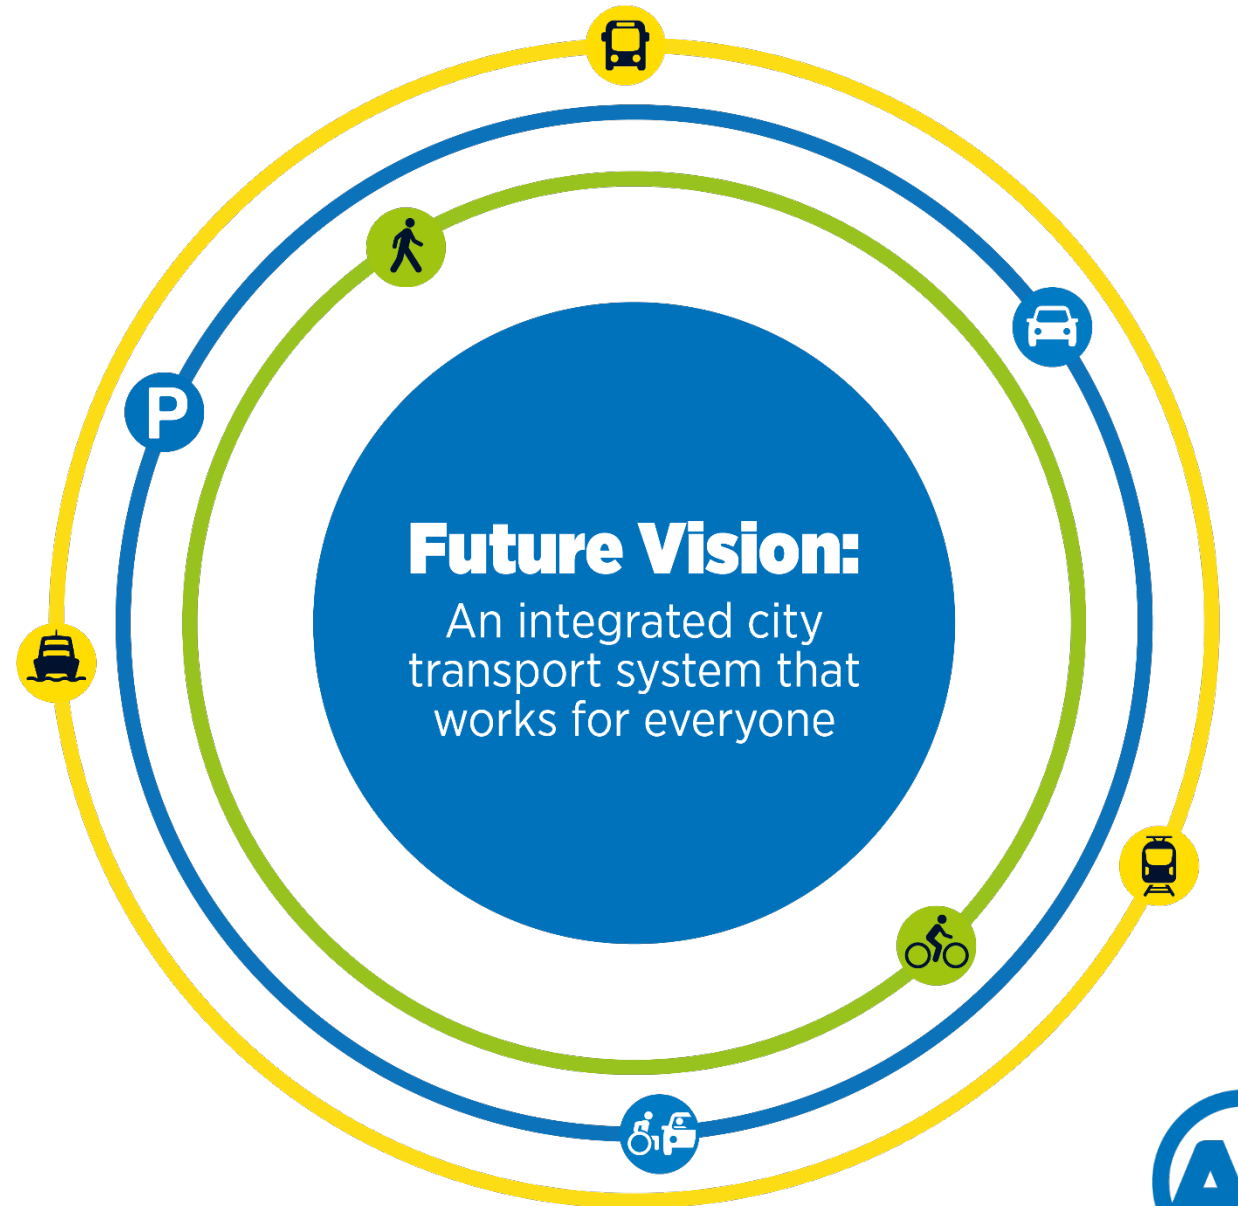 P
Future Vision:
An integrated city
transport system that
works for everyone
A